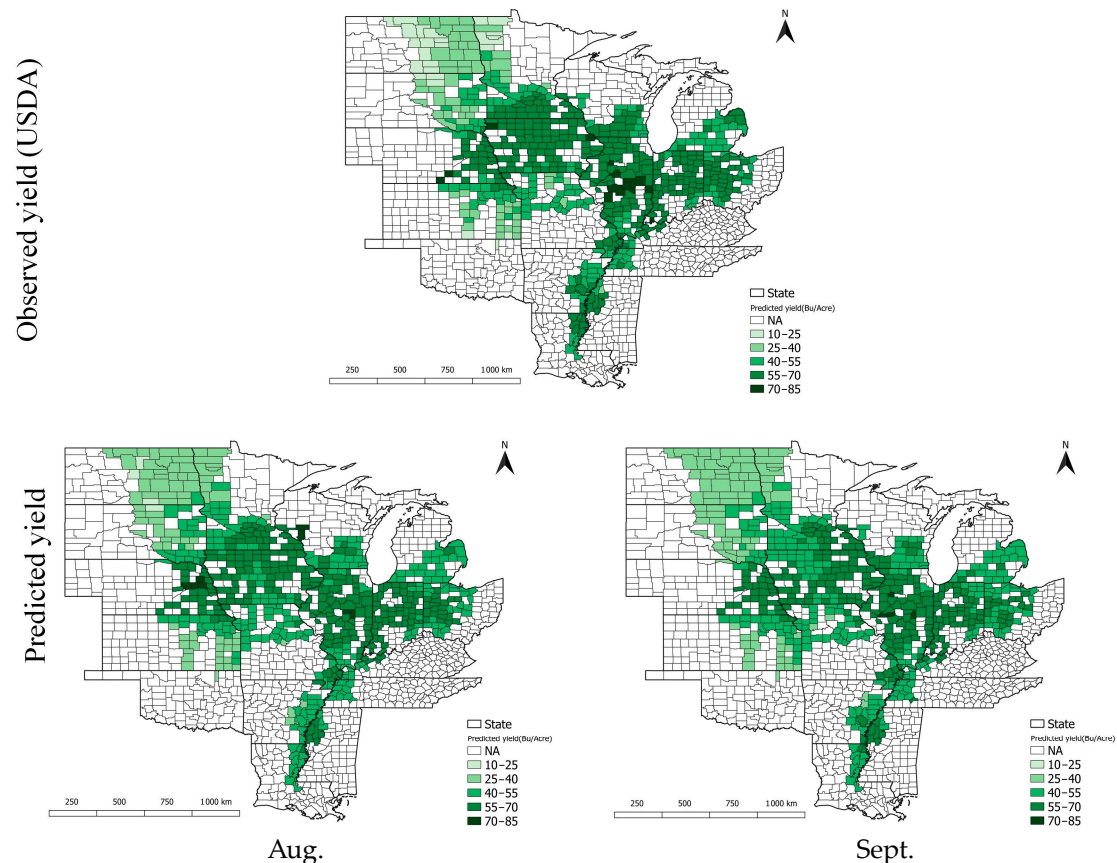 Observed yield (USDA)
N
State
Predicted yield(Bu/Acre)
NA
10–25
25–40
40–55
55–70
70–85
250 500 750 1000 km
Predicted yield
N
State
Predicted yield(Bu/Acre)
NA
10–25
25–40
40–55
55–70
70–85
250 500 750 1000 km
Aug.
N
State
Predicted yield(Bu/Acre)
NA
10–25
25–40
40–55
55–70
70–85
250 500 750 1000 km
Sept.